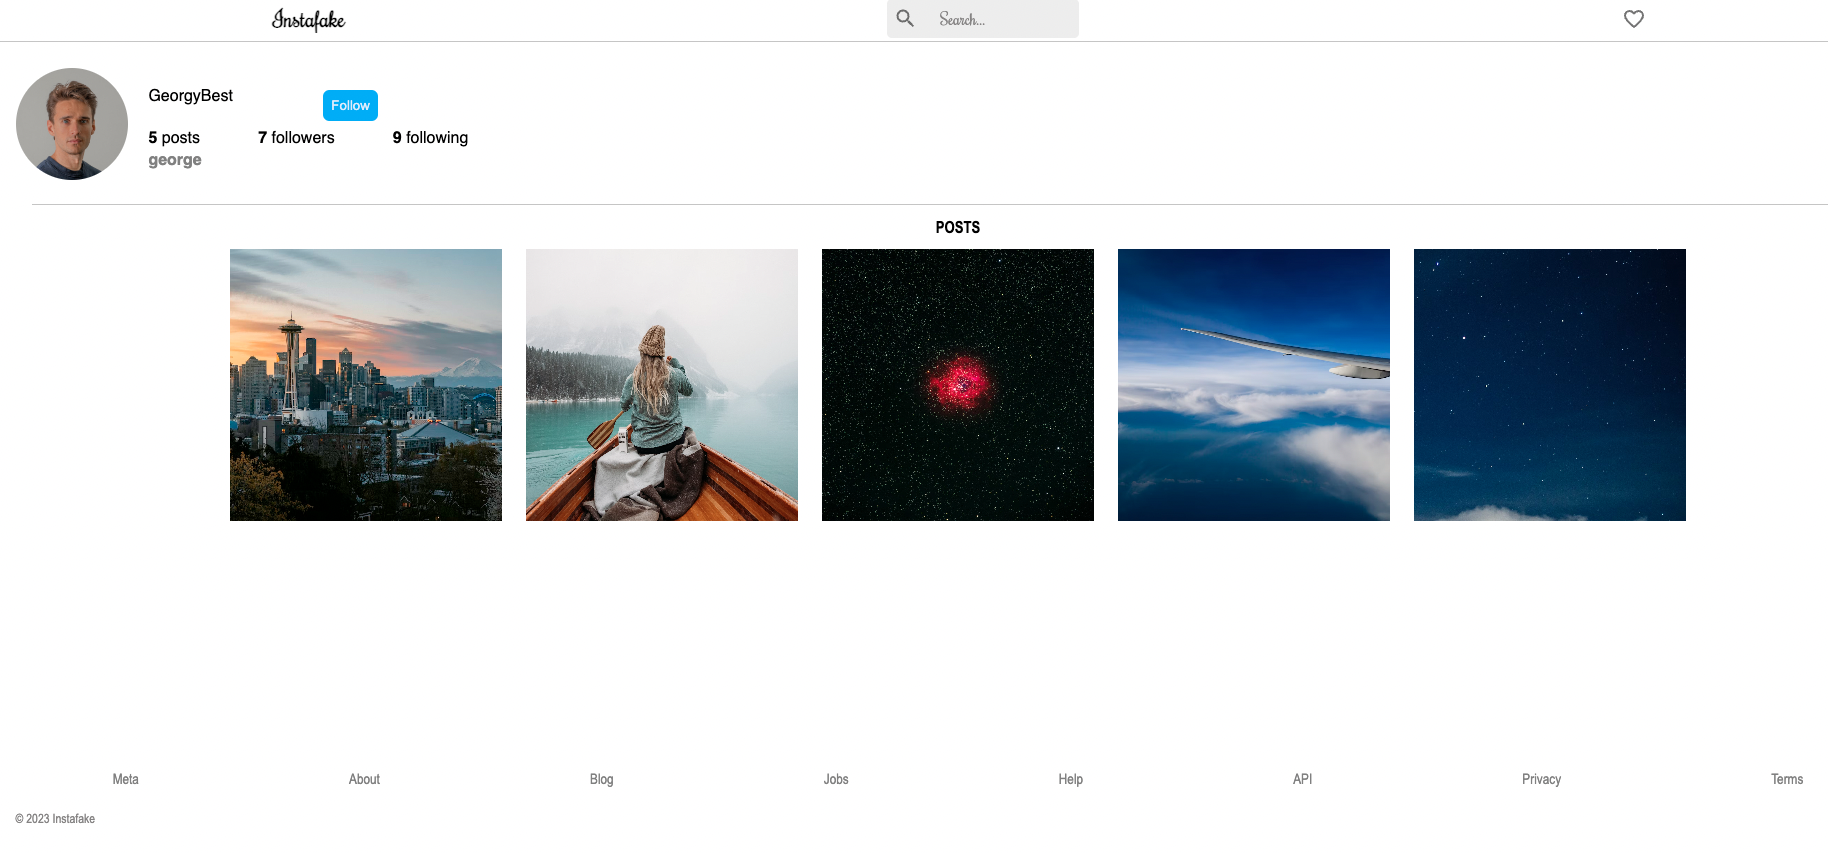 Instafake
Search...
GeorgyBest
Follow
5 posts 7 followers 9 following
george
POSTS
Meta About Blog Jobs Help API Privacy Terms
© 2023 Instafake